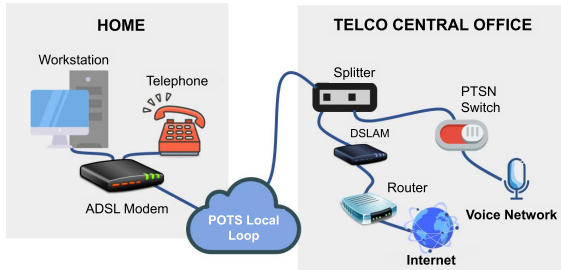 HOME
TELCO CENTRAL OFFICE
Workstation
Telephone
ADSL Modem
POTS Local
Loop
Splitter
DSLAM
Router
Internet
PTSN
Switch
Voice Network